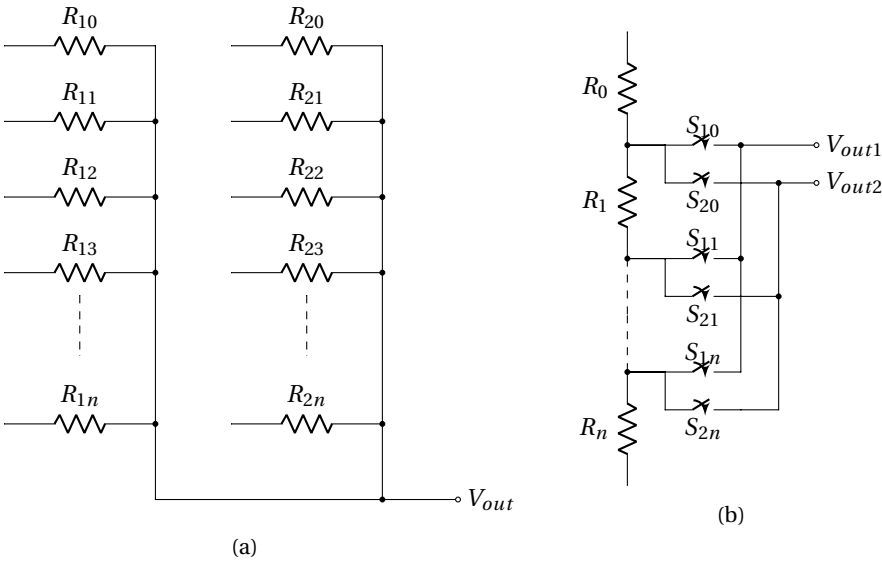 R10
R11
R12
R13
R1n
R20
R21
R22
R23
R2n
Vout
(a)
R0
R1
Rn
S10
S20
S11
S21
S1n
S2n
Vout1
Vout2
(b)